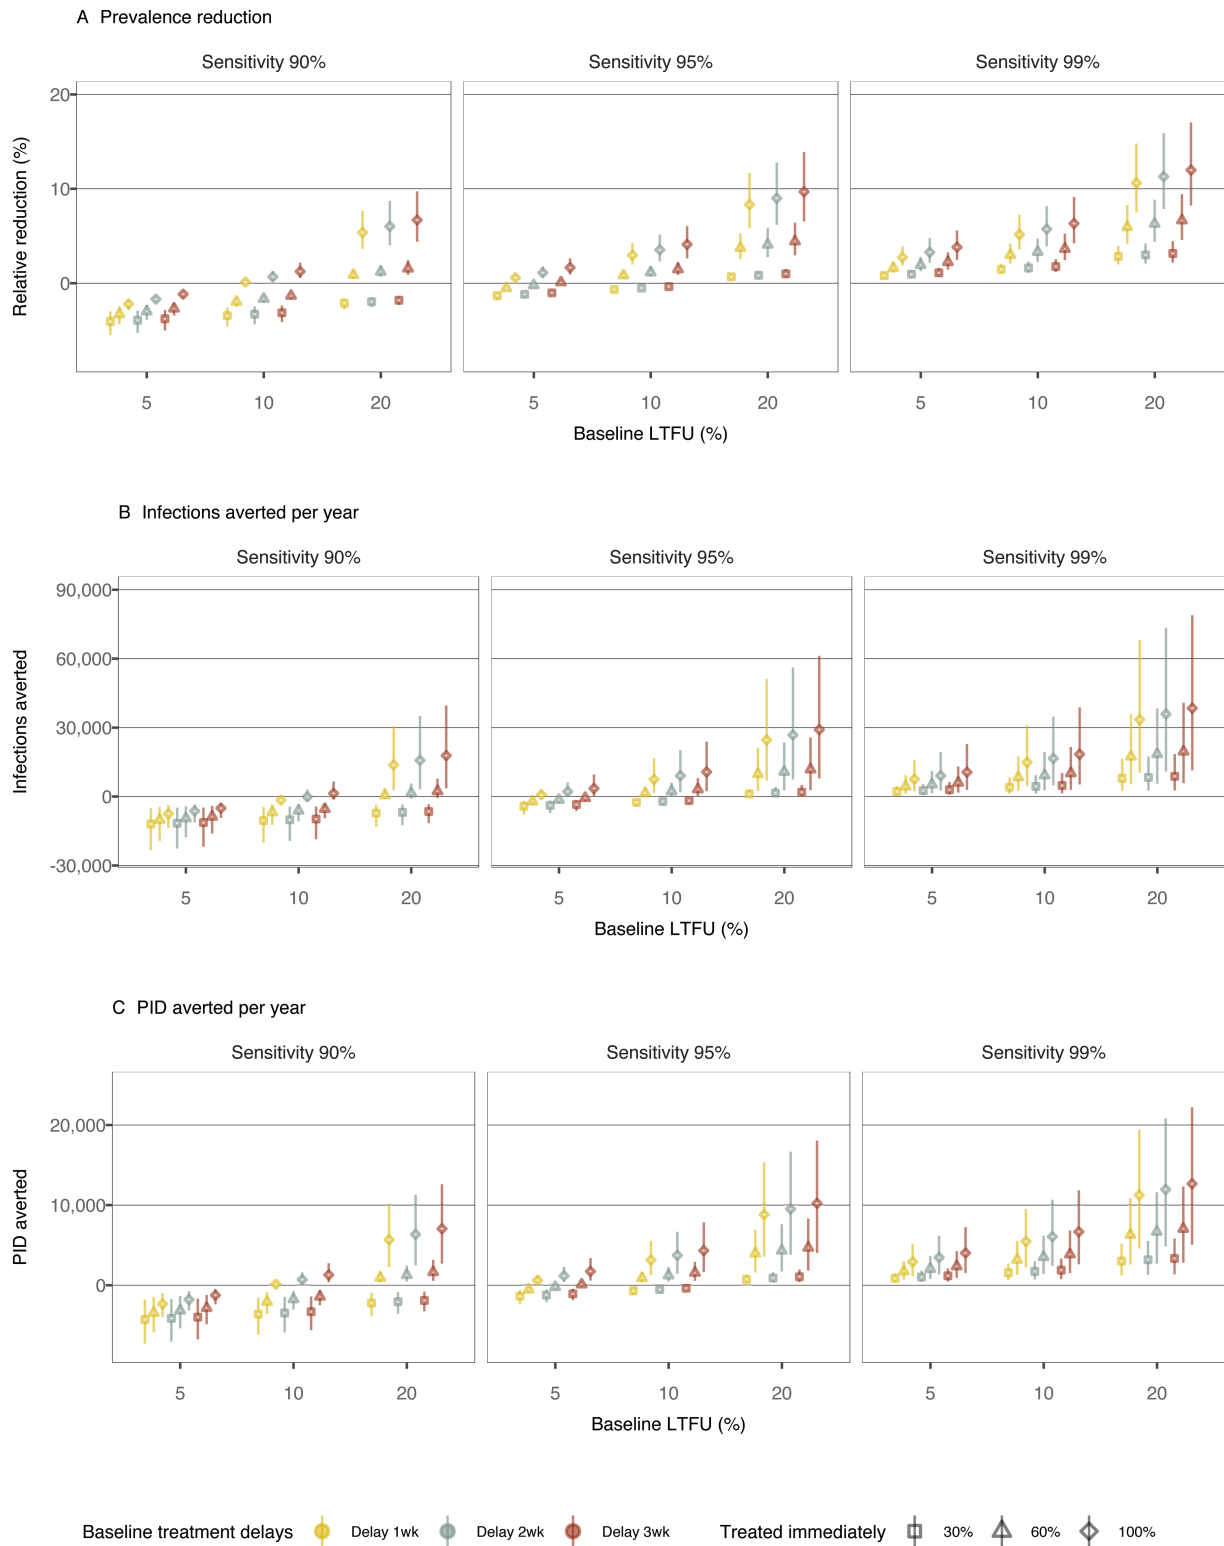 A Prevalence reduction
Sensitivity 90% Sensitivity 95% Sensitivity 99%
Relative reduction (%)
20
10
0
5 10 20 5 10 20 5 10 20
Baseline LTFU (%)
B Infections averted per year
Sensitivity 90% Sensitivity 95% Sensitivity 99%
Infections averted
90,000
60,000
30,000
0
-30,000
5 10 20 5 10 20 5 10 20
Baseline LTFU (%)
C PID averted per year
Sensitivity 90% Sensitivity 95% Sensitivity 99%
PID averted
20,000
10,000
0
5 10 20 5 10 20 5 10 20
Baseline LTFU (%)
Baseline treatment delays Delay 1wk Delay 2wk Delay 3wk Treated immediately 30% 60% 100%